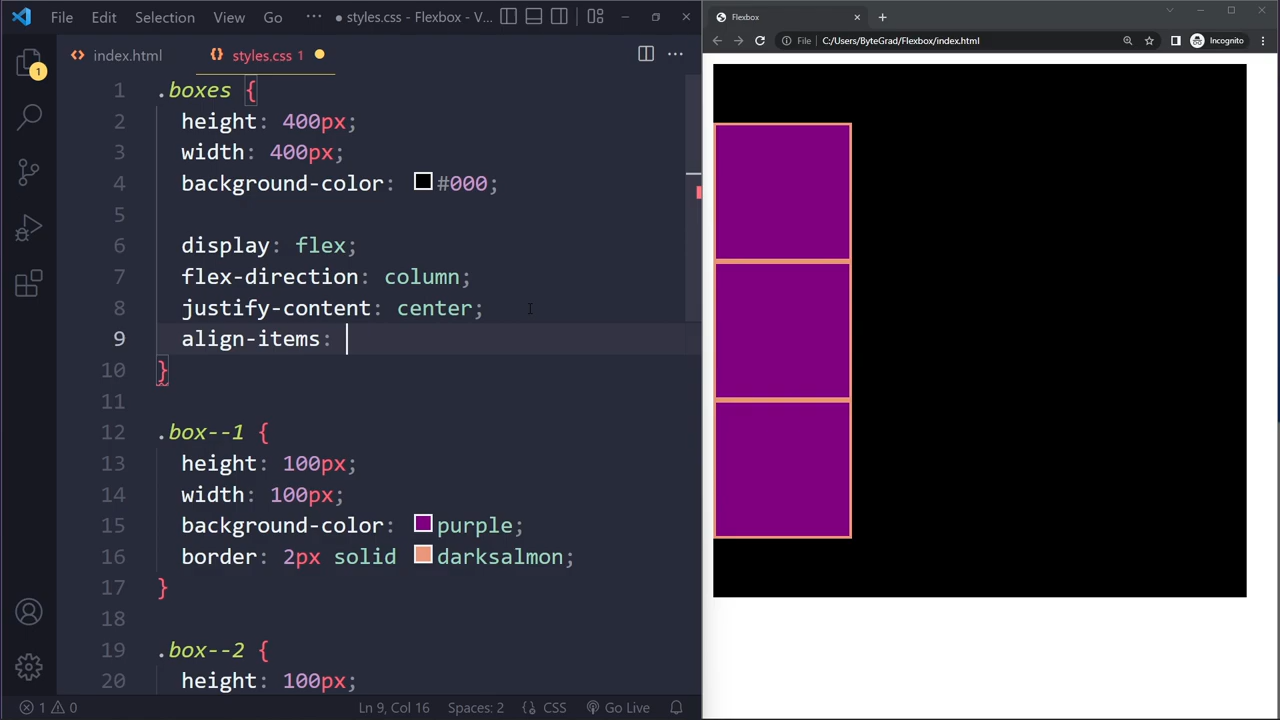 File Edit Selection View Go ··· ● styles.css - Flexbox - V...
index.html styles.css 1 ●
1 .boxes {
2 height: 400px;
3 width: 400px;
4 background-color: #000;
5
6 display: flex;
7 flex-direction: column;
8 justify-content: center;
9 align-items:
10 }
11
12 .box--1 {
13 height: 100px;
14 width: 100px;
15 background-color: purple;
16 border: 2px solid darksalmon;
17 }
18
19 .box--2 {
20 height: 100px;
1
1 0 Ln 9, Col 16 Spaces: 2 {} CSS Go Live
Flexbox
File C:/Users/ByteGrad/Flexbox/index.html Incognito